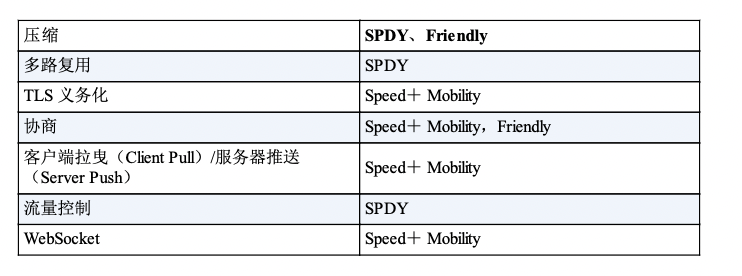 压缩 SPDY、Friendly
多路复用 SPDY
TLS 义务化 Speed＋ Mobility
协商 Speed＋ Mobility，Friendly
客户端拉曳（Client Pull）/服务器推送
（Server Push） Speed＋ Mobility
流量控制 SPDY
WebSocket Speed＋ Mobility